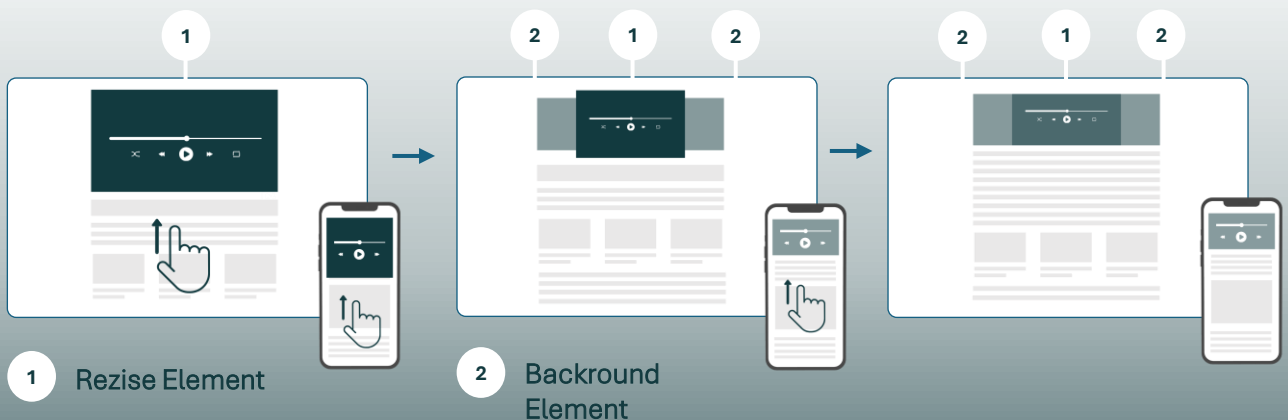 1
2 1 2
2 1 2
1 Rezise Element
2 Backround
Element